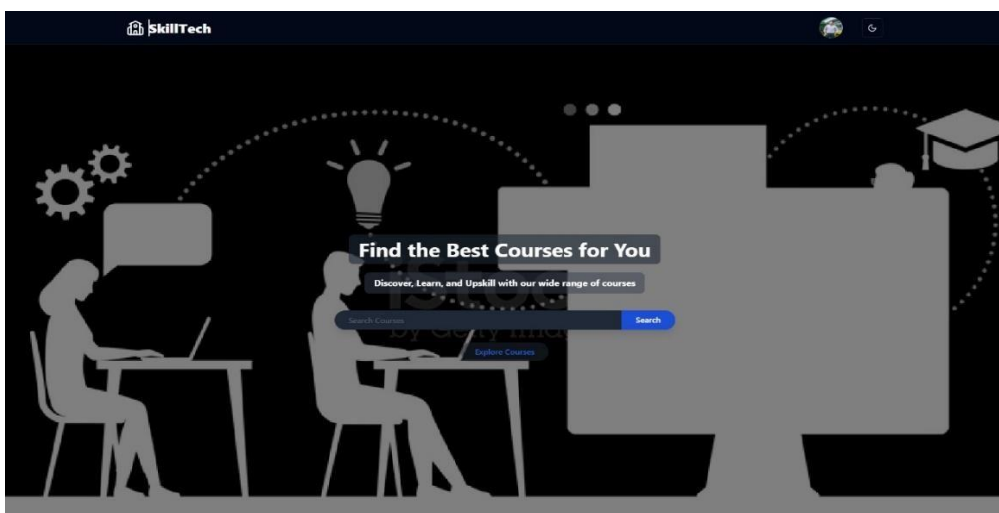 SkillTech
Find the Best Courses for You
Discover, Learn, and Upskill with our wide range of courses
Search Courses
Search
Explore Courses